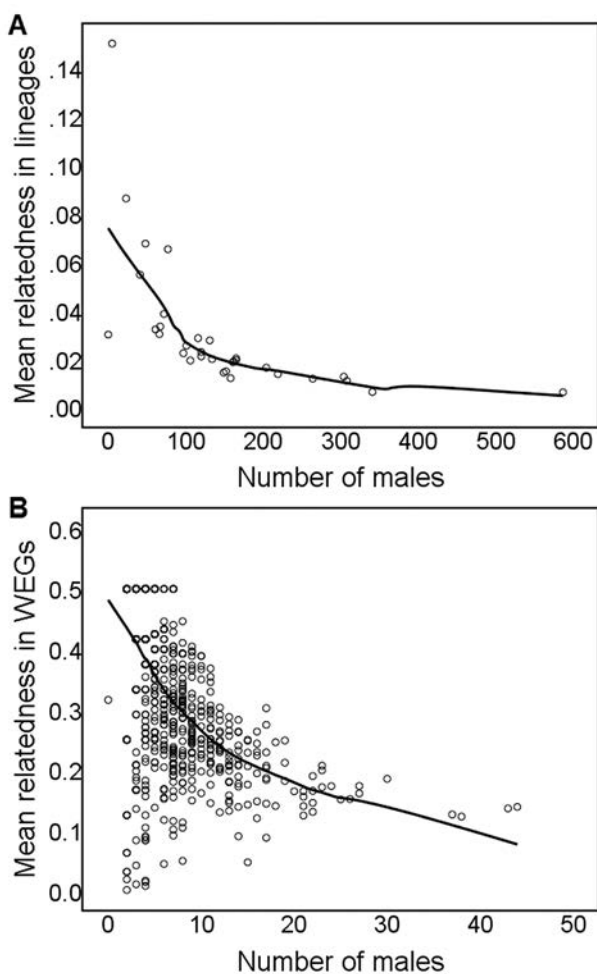 A
Mean relatedness in lineages
.14
.12
.10
.08
.06
.04
.02
.00
0 100 200 300 400 500 600
Number of males
B
Mean relatedness in WEGs
0.6
0.5
0.4
0.3
0.2
0.1
0.0
0 10 20 30 40 50
Number of males